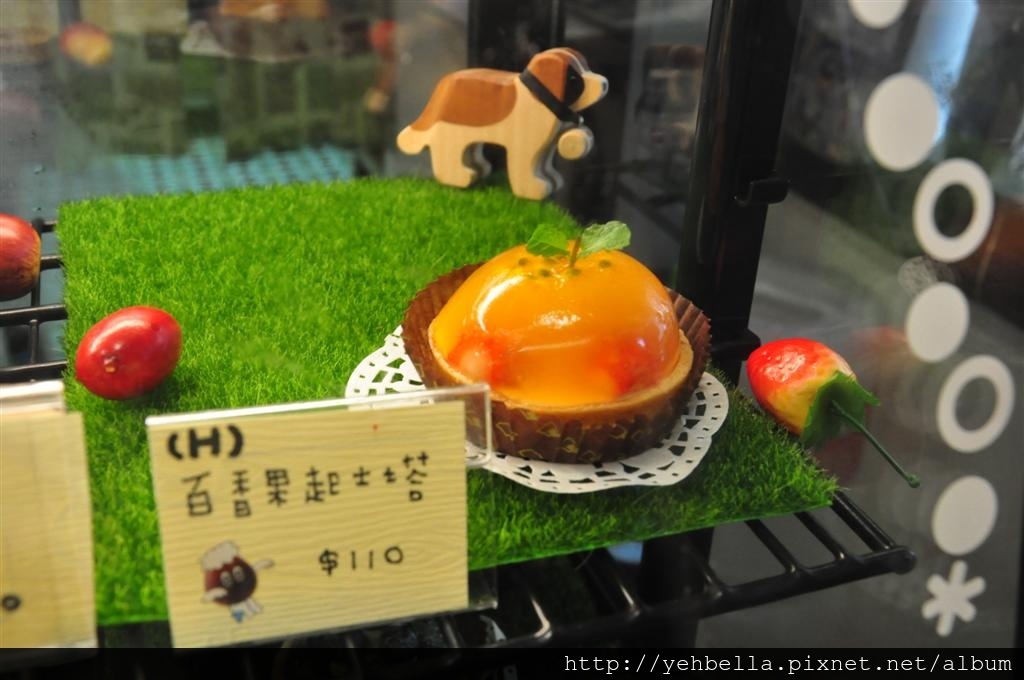 (H)
百香果起士塔
$110
http://yehbella.pixnet.net/album